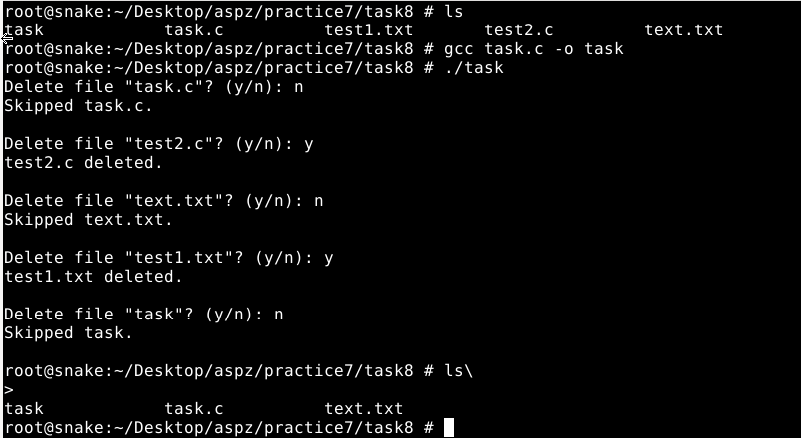 root@snake:~/Desktop/aspz/practice7/task8 # ls
task task.c test1.txt test2.c text.txt
root@snake:~/Desktop/aspz/practice7/task8 # gcc task.c -o task
root@snake:~/Desktop/aspz/practice7/task8 # ./task
Delete file "task.c"? (y/n): n
Skipped task.c.
Delete file "test2.c"? (y/n): y
test2.c deleted.
Delete file "text.txt"? (y/n): n
Skipped text.txt.
Delete file "test1.txt"? (y/n): y
test1.txt deleted.
Delete file "task"? (y/n): n
Skipped task.
root@snake:~/Desktop/aspz/practice7/task8 # ls\
>
task task.c text.txt
root@snake:~/Desktop/aspz/practice7/task8 #